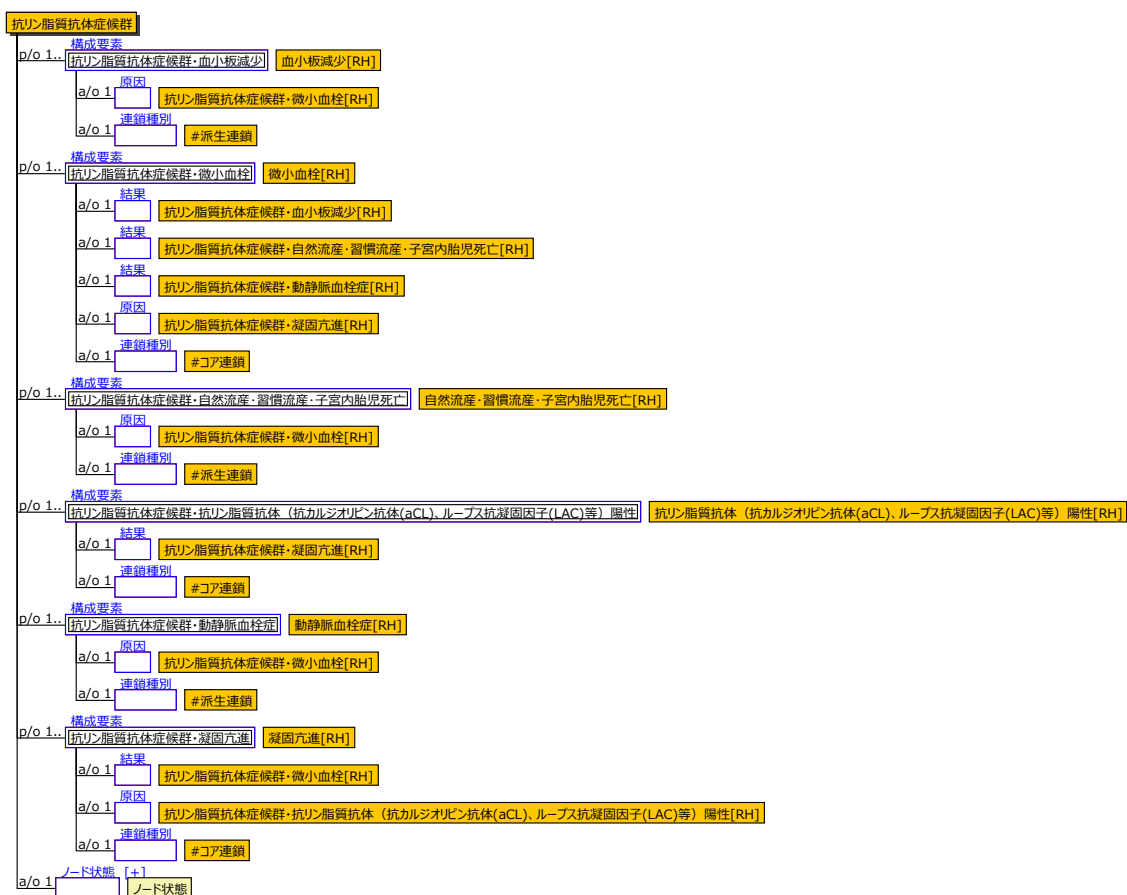 抗リン脂質抗体症候群
構成要素
p/o 1.. 抗リン脂質抗体症候群・血小板減少 血小板減少[RH]
原因
a/o 1 抗リン脂質抗体症候群・微小血栓[RH]
連鎖種別
a/o 1 #派生連鎖
構成要素
p/o 1.. 抗リン脂質抗体症候群・微小血栓 微小血栓[RH]
結果
a/o 1 抗リン脂質抗体症候群・血小板減少[RH]
結果
a/o 1 抗リン脂質抗体症候群・自然流産・習慣流産・子宮内胎児死亡[RH]
結果
a/o 1 抗リン脂質抗体症候群・動静脈血栓症[RH]
原因
a/o 1 抗リン脂質抗体症候群・凝固亢進[RH]
連鎖種別
a/o 1 #コア連鎖
構成要素
p/o 1.. 抗リン脂質抗体症候群・自然流産・習慣流産・子宮内胎児死亡 自然流産・習慣流産・子宮内胎児死亡[RH]
原因
a/o 1 抗リン脂質抗体症候群・微小血栓[RH]
連鎖種別
a/o 1 #派生連鎖
構成要素
p/o 1.. 抗リン脂質抗体症候群・抗リン脂質抗体（抗カルジオリピン抗体(aCL)、ループス抗凝固因子(LAC)等）陽性 抗リン脂質抗体（抗カルジオリピン抗体(aCL)、ループス抗凝固因子(LAC)等）陽性[RH]
結果
a/o 1 抗リン脂質抗体症候群・凝固亢進[RH]
連鎖種別
a/o 1 #コア連鎖
構成要素
p/o 1.. 抗リン脂質抗体症候群・動静脈血栓症 動静脈血栓症[RH]
原因
a/o 1 抗リン脂質抗体症候群・微小血栓[RH]
連鎖種別
a/o 1 #派生連鎖
構成要素
p/o 1.. 抗リン脂質抗体症候群・凝固亢進 凝固亢進[RH]
結果
a/o 1 抗リン脂質抗体症候群・微小血栓[RH]
原因
a/o 1 抗リン脂質抗体症候群・抗リン脂質抗体（抗カルジオリピン抗体(aCL)、ループス抗凝固因子(LAC)等）陽性[RH]
連鎖種別
a/o 1 #コア連鎖
ノード状態 [+]
a/o 1 ノード状態